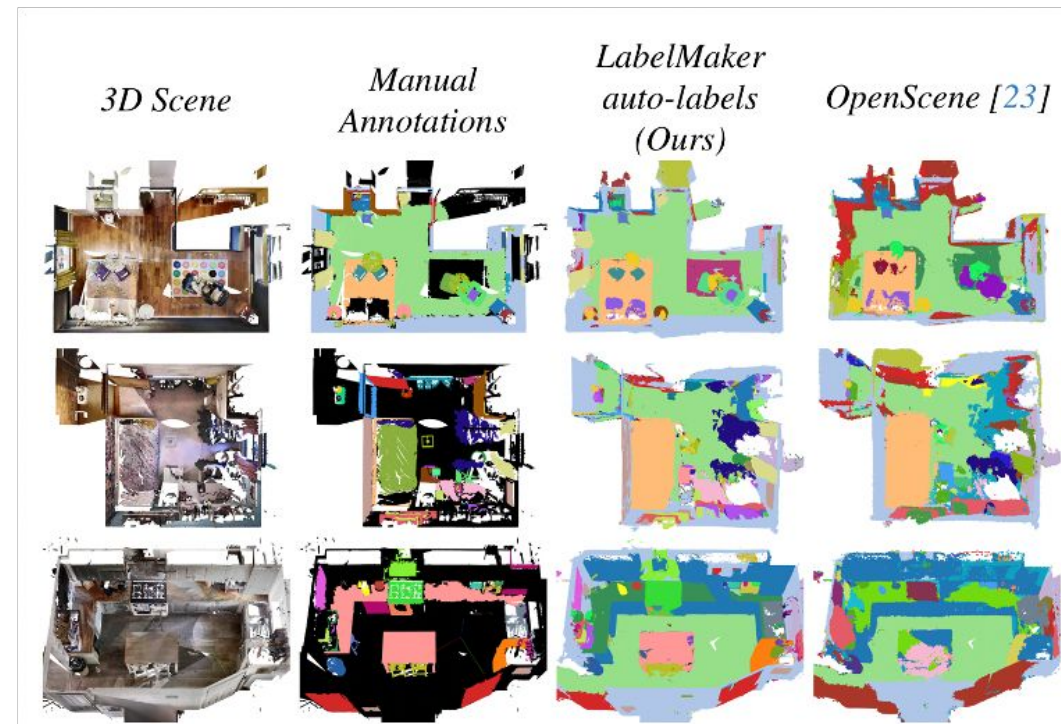 3D Scene
Manual
Annotations
LabelMaker
auto-labels
(Ours)
OpenScene [23]